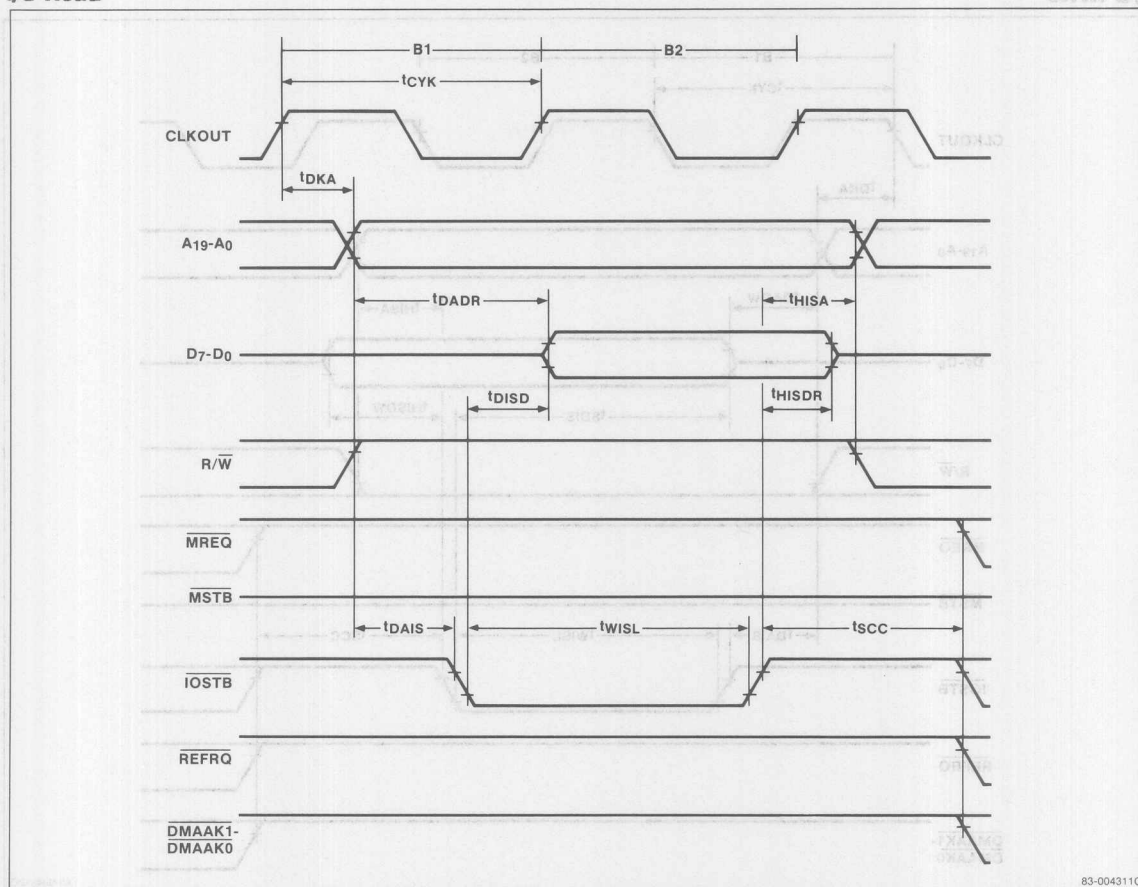 B1 B2
tCYK
CLKOUT
tDKA
A19-A0
tDADR tHISA
D7-D0
tDISD tHISDR
R/W
MREQ
MSTB
tDAIS tWISL tSCC
IOSTB
REFRQ
DMAAK1-
DMAAK0
83-004311C